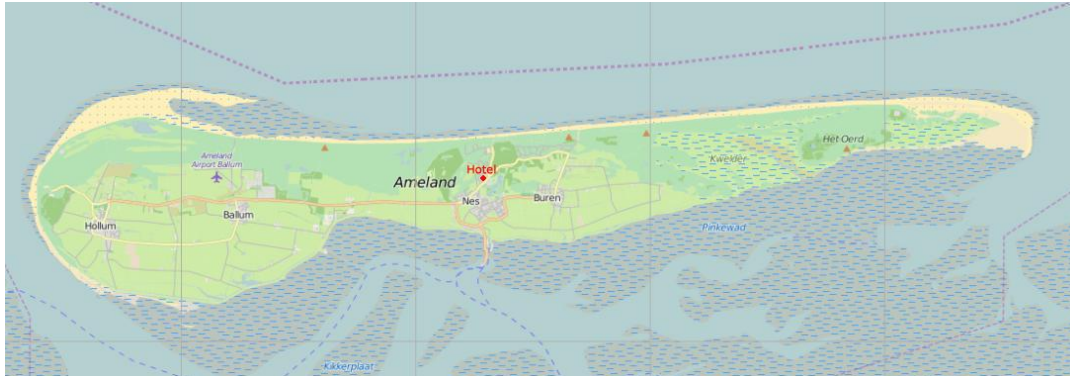 Het Oerd
Ameland
Airport Ballum
Kwelder
Hotel
Ameland
Nes
Buren
Ballum
Hollum
Pinkewad
Kikkerplaat